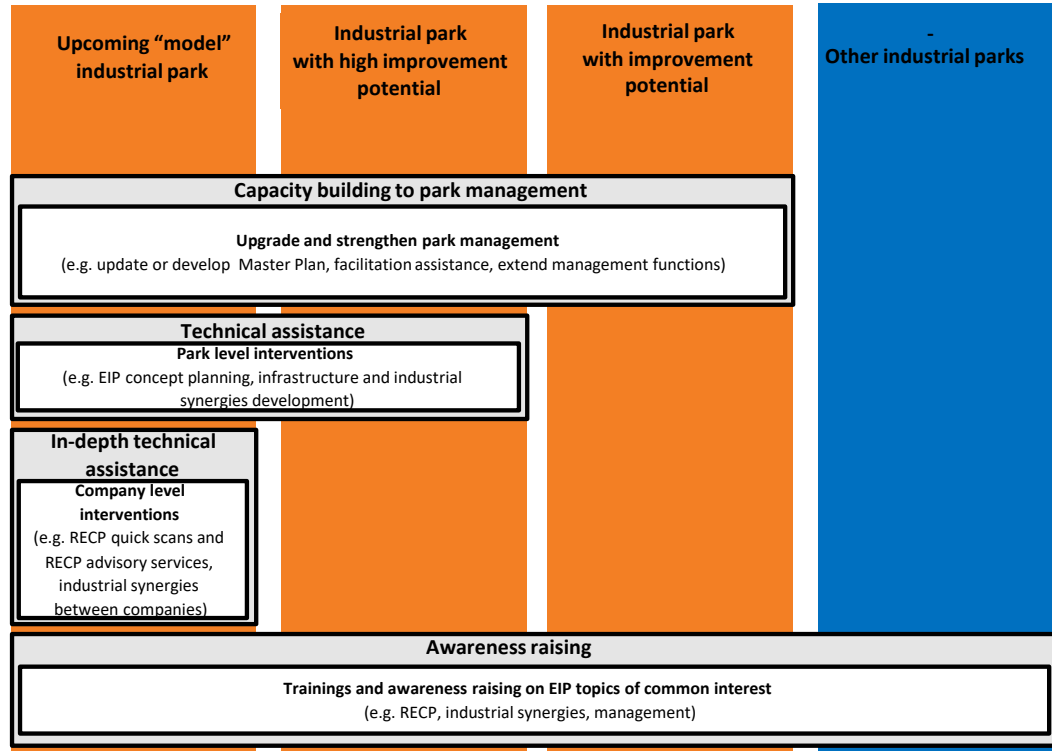 Upcoming “model”
industrial park
Industrial park
with high improvement
potential
Industrial park
with improvement
potential
-
Other industrial parks
Capacity building to park management
Upgrade and strengthen park management
(e.g. update or develop Master Plan, facilitation assistance, extend management functions)
Technical assistance
Park level interventions
(e.g. EIP concept planning, infrastructure and industrial
synergies development)
In-depth technical
assistance
Company level
interventions
(e.g. RECP quick scans and
RECP advisory services,
industrial synergies
between companies)
Awareness raising
Trainings and awareness raising on EIP topics of common interest
(e.g. RECP, industrial synergies, management)